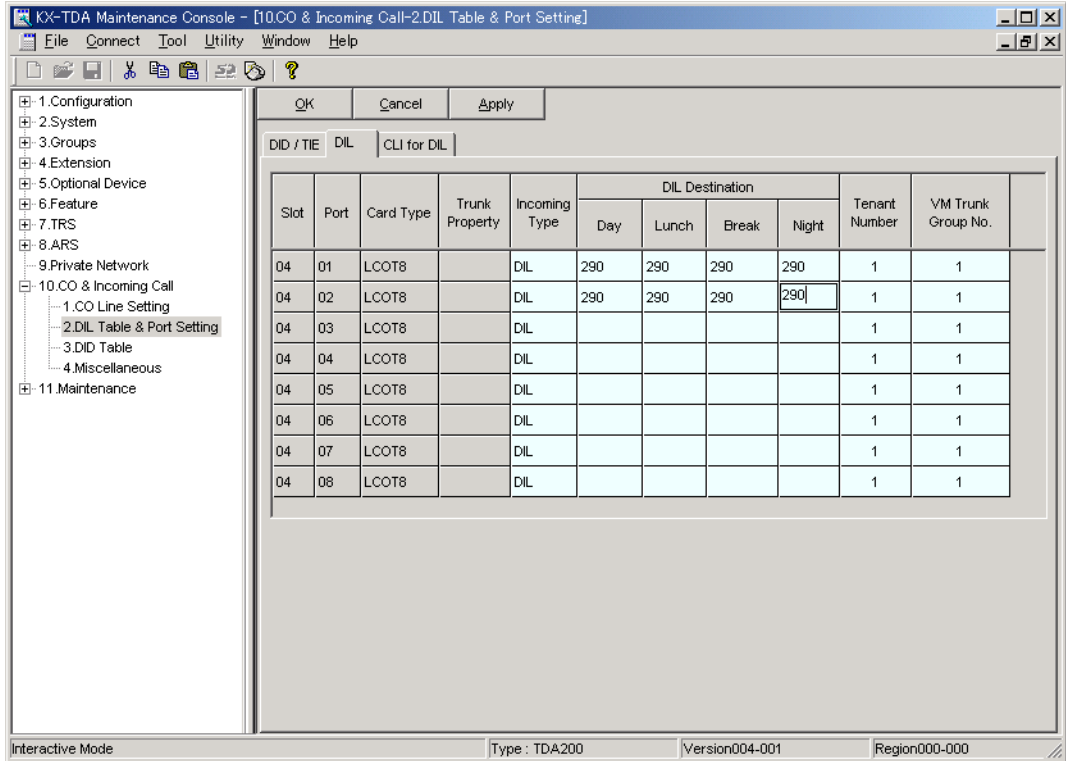 KX-TDA Maintenance Console - [10.CO & Incoming Call-2.DIL Table & Port Setting]
File Connect Tool Utility Window Help
1.Configuration
2.System
3.Groups
4.Extension
5.Optional Device
6.Feature
7.TRS
8.ARS
9.Private Network
10.CO & Incoming Call
1.CO Line Setting
2.DIL Table & Port Setting
3.DID Table
4.Miscellaneous
11.Maintenance
OK Cancel Apply
DID / TIE DIL CLI for DIL
Slot Port Card Type Trunk Property Incoming Type DIL Destination Tenant Number VM Trunk Group No.
Day Lunch Break Night
04 01 LCOT8 DIL 290 290 290 290 1 1
04 02 LCOT8 DIL 290 290 290 290 1 1
04 03 LCOT8 DIL 1 1
04 04 LCOT8 DIL 1 1
04 05 LCOT8 DIL 1 1
04 06 LCOT8 DIL 1 1
04 07 LCOT8 DIL 1 1
04 08 LCOT8 DIL 1 1
Interactive Mode Type : TDA200 Version004-001 Region000-000